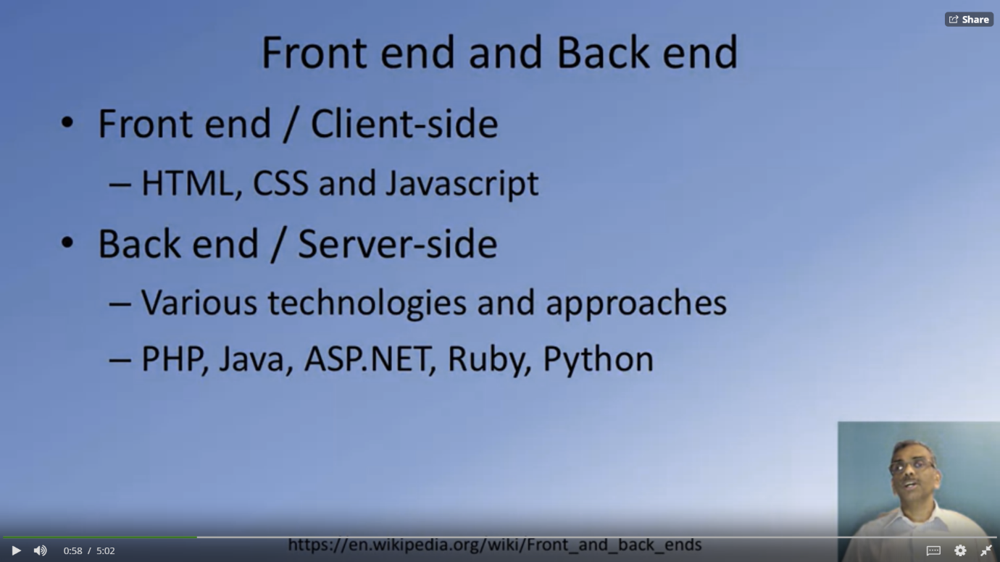 Share
Front end and Back end
• Front end / Client-side
– HTML, CSS and Javascript
• Back end / Server-side
– Various technologies and approaches
– PHP, Java, ASP.NET, Ruby, Python
https://en.wikipedia.org/wiki/Front_and_back_ends
0:58 / 5:02